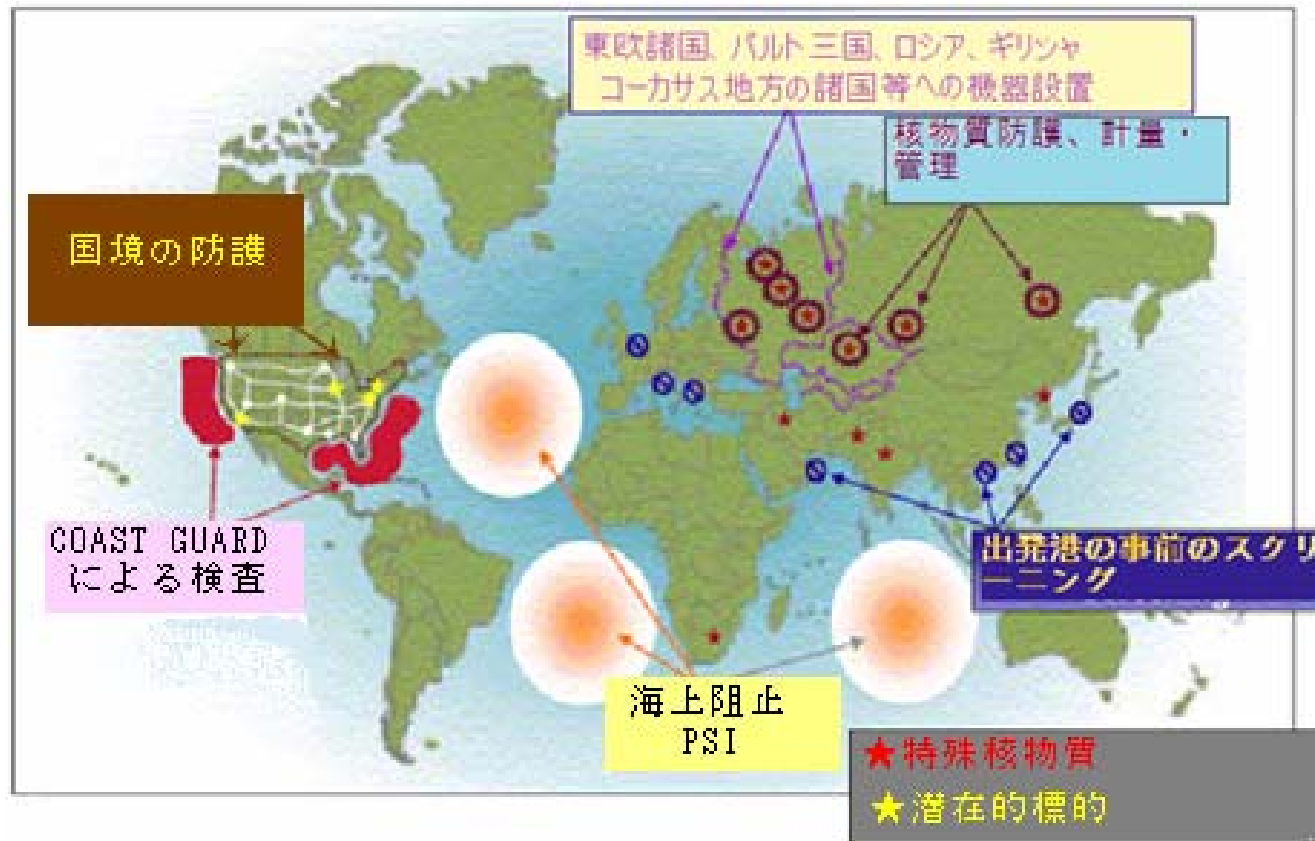 東欧諸国、バルト三国、ロシア、ギリシャ
コーカサス地方の諸国等への機器設置
核物質防護、計量・
管理
国境の防護
COAST GUARD
による検査
出発港の事前のスクリ
ーニング
海上阻止
PSI
★特殊核物質
★潜在的標的